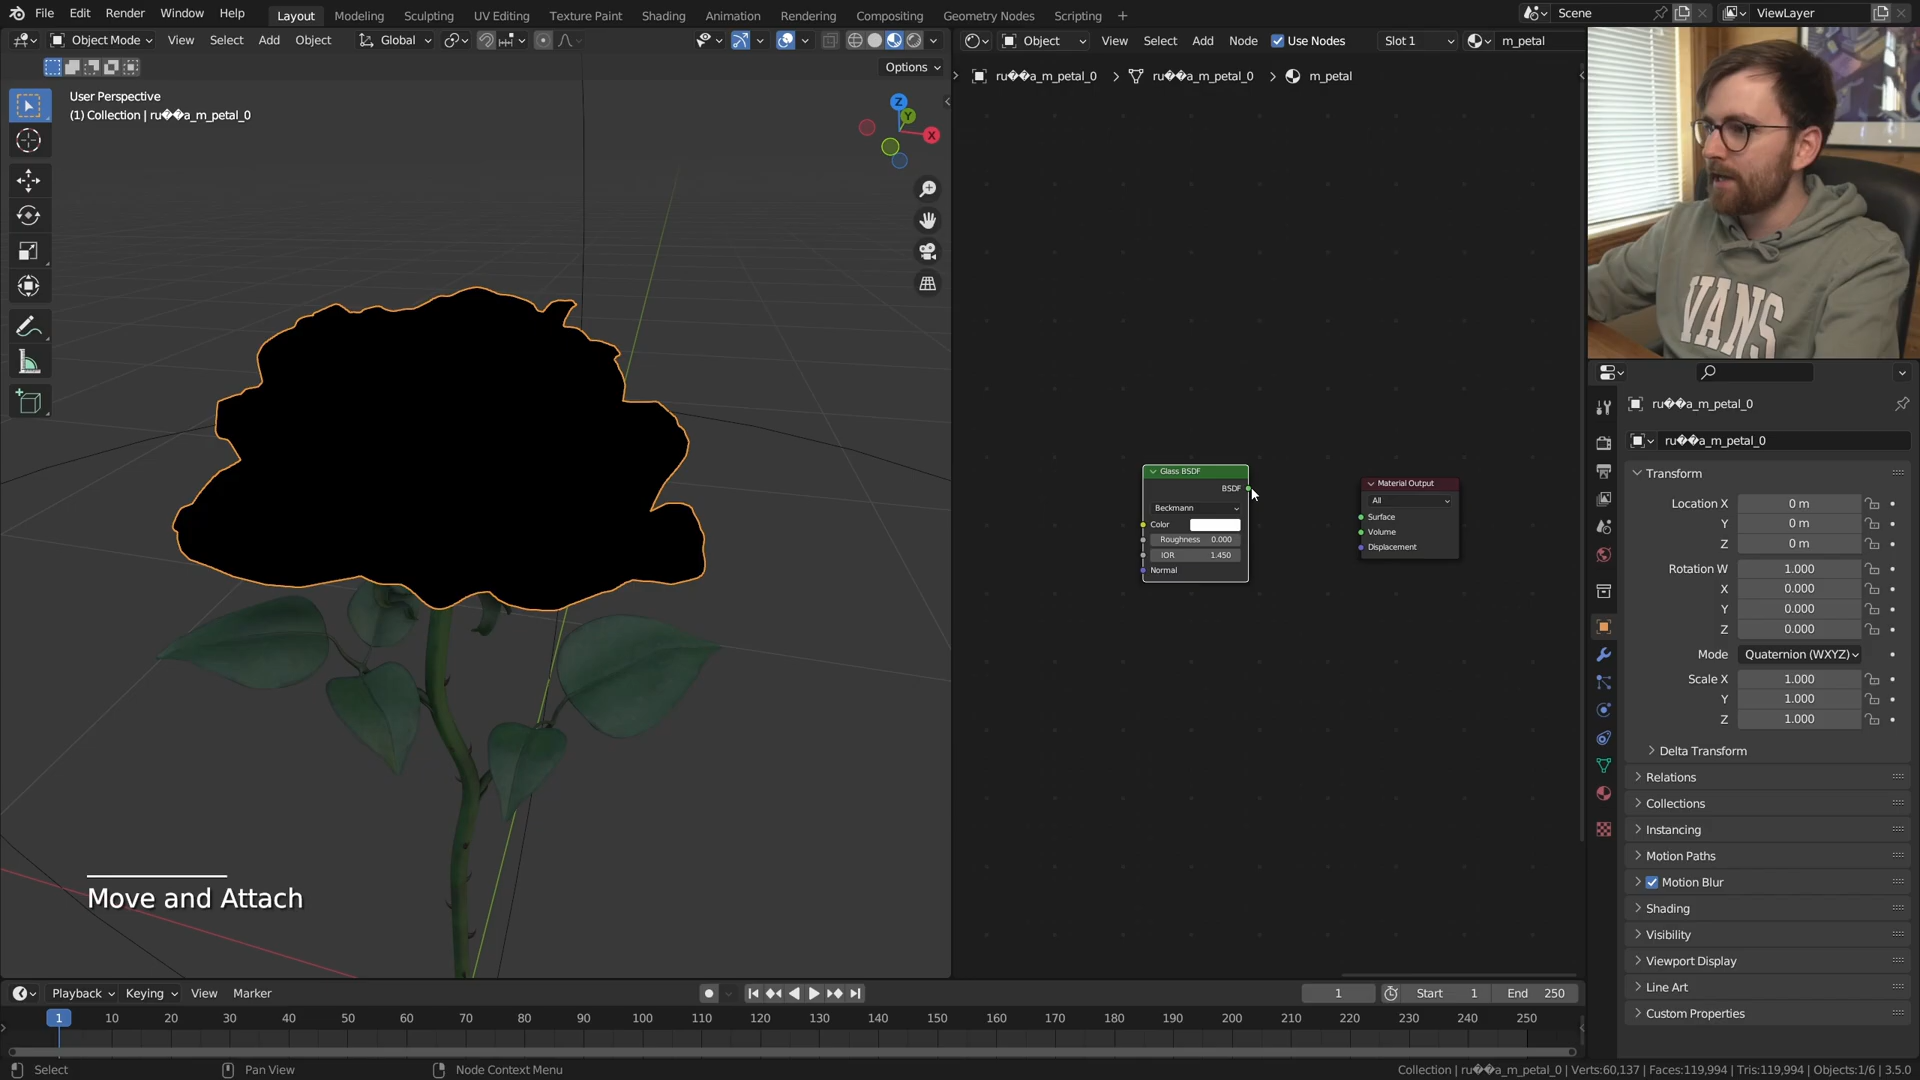 File Edit Render Window Help Layout Modeling Sculpting UV Editing Texture Paint Shading Animation Rendering Compositing Geometry Nodes Scripting + Scene ViewLayer
Object Mode View Select Add Object Global
Object View Select Add Node Use Nodes Slot 1 m_petal
Options
ru��a_m_petal_0 > ru��a_m_petal_0 > m_petal
User Perspective
(1) Collection | ru��a_m_petal_0
Z
Y
X
VANS
Glass BSDF
BSDF
Beckmann
Color
Roughness 0.000
IOR 1.450
Normal
Material Output
All
Surface
Volume
Displacement
ru��a_m_petal_0
ru��a_m_petal_0
Transform
Location X 0 m
Y 0 m
Z 0 m
Rotation W 1.000
X 0.000
Y 0.000
Z 0.000
Mode Quaternion (WXYZ)
Scale X 1.000
Y 1.000
Z 1.000
Delta Transform
Relations
Collections
Instancing
Motion Paths
Motion Blur
Shading
Visibility
Viewport Display
Line Art
Custom Properties
Move and Attach
Playback Keying View Marker 1 Start 1 End 250
1 10 20 30 40 50 60 70 80 90 100 110 120 130 140 150 160 170 180 190 200 210 220 230 240 250
Select Pan View Node Context Menu Collection | ru��a_m_petal_0 | Verts:60,137 | Faces:119,994 | Tris:119,994 | Objects:1/6 | 3.5.0